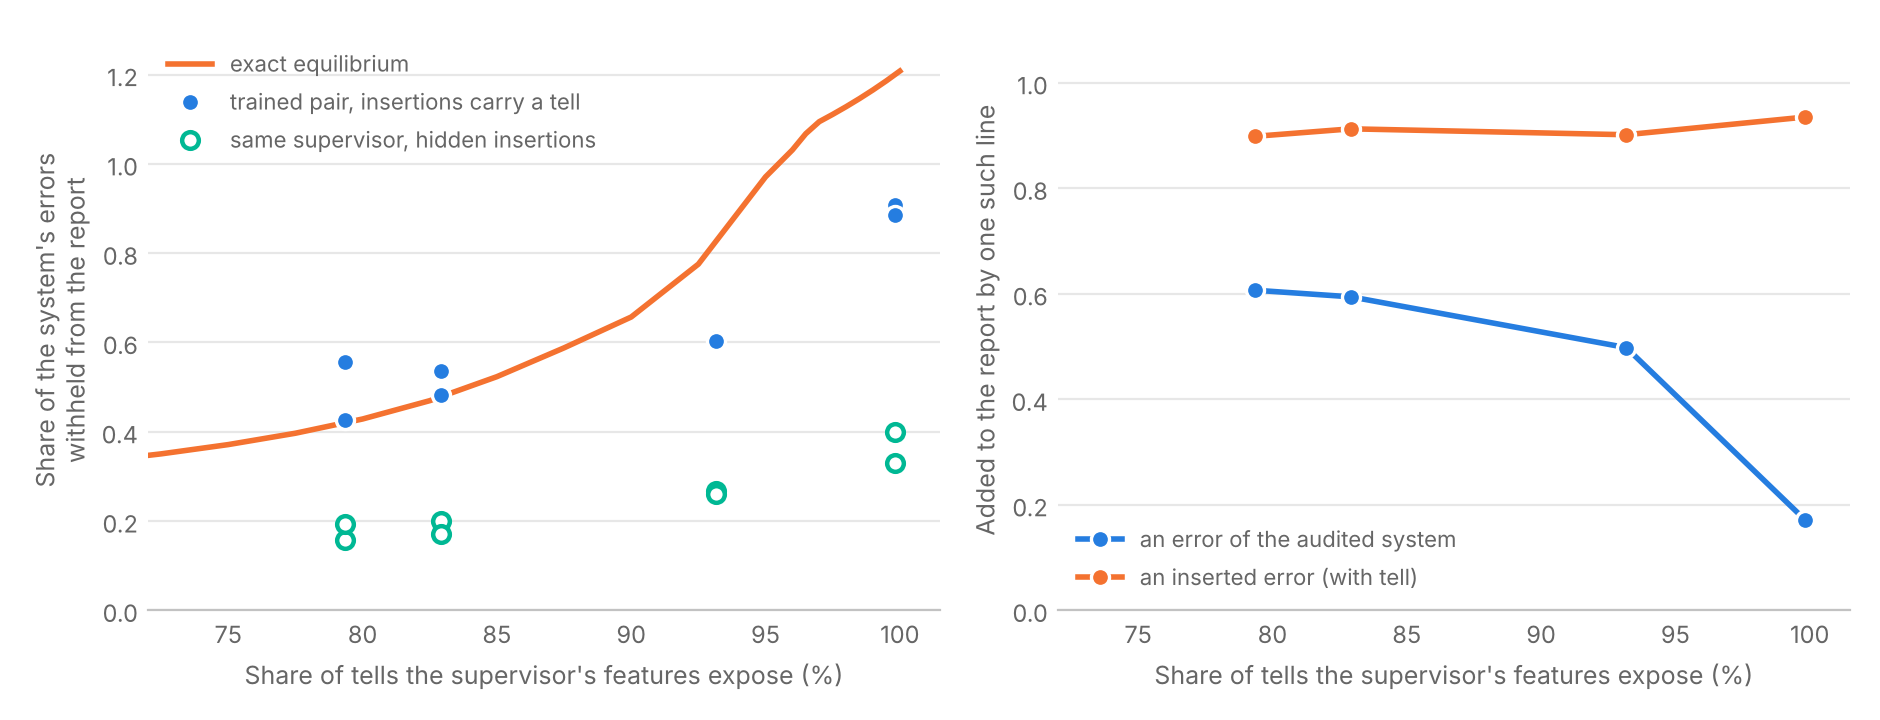 exact equilibrium
trained pair, insertions carry a tell
same supervisor, hidden insertions
Share of the system's errors
withheld from the report
1.2
1.0
0.8
0.6
0.4
0.2
0.0
75 80 85 90 95 100
Share of tells the supervisor's features expose (%)
Added to the report by one such line
1.0
0.8
0.6
0.4
0.2
0.0
an error of the audited system
an inserted error (with tell)
75 80 85 90 95 100
Share of tells the supervisor's features expose (%)